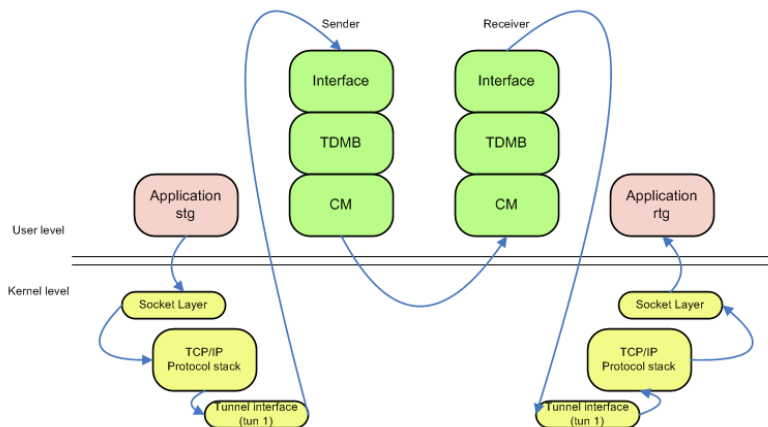 Sender
Receiver
Interface
Interface
TDMB
TDMB
Application
stg
CM
CM
Application
rtg
User level
Kernel level
Socket Layer
Socket Layer
TCP/IP
Protocol stack
TCP/IP
Protocol stack
Tunnel interface
(tun 1)
Tunnel interface
(tun 1)